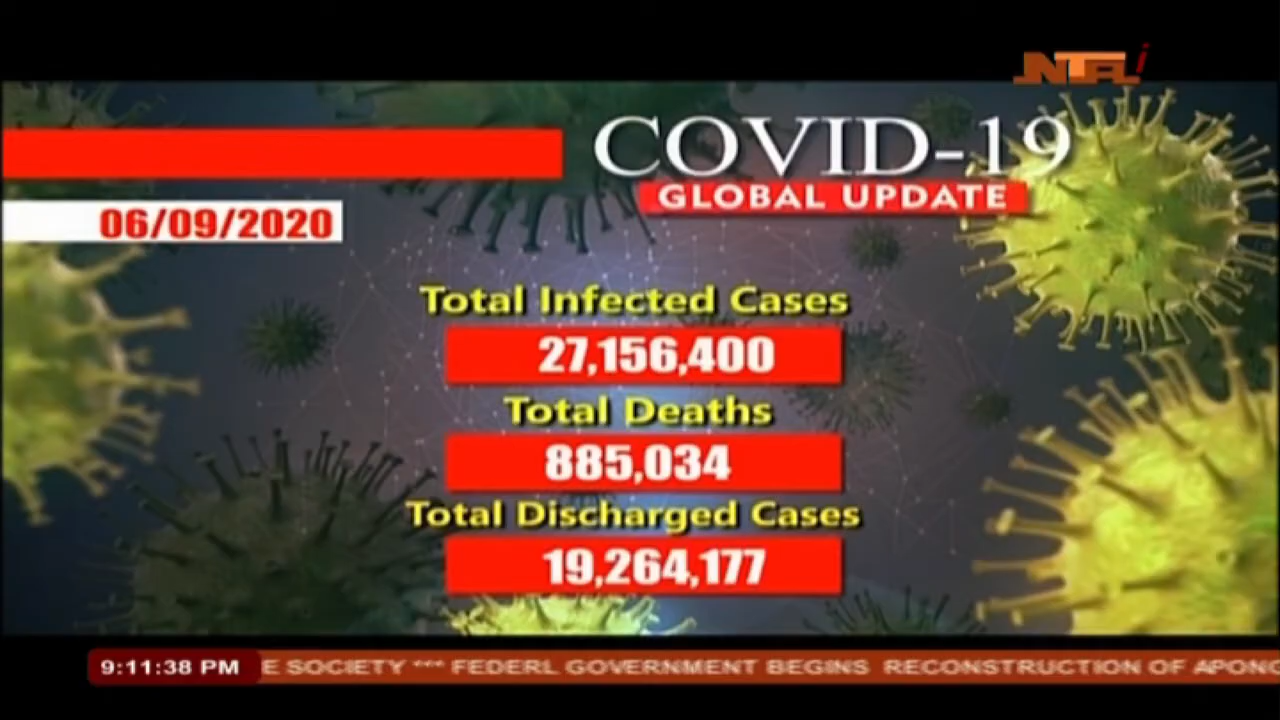 NTA i
COVID-19
GLOBAL UPDATE
06/09/2020
Total Infected Cases
27,156,400
Total Deaths
885,034
Total Discharged Cases
19,264,177
9:11:38 PM E SOCIETY *** FEDERL GOVERNMENT BEGINS RECONSTRUCTION OF APONG